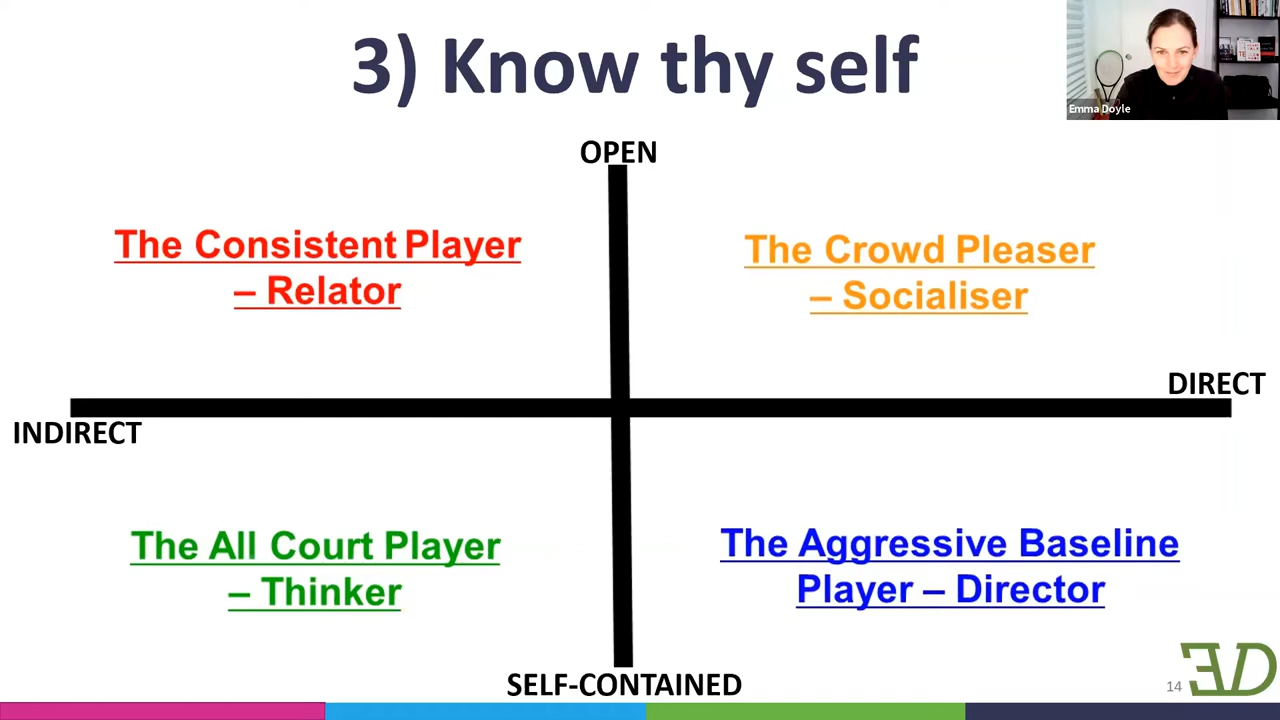 3) Know thy self
Emma Doyle
OPEN
The Consistent Player
– Relator
The Crowd Pleaser
– Socialiser
DIRECT
INDIRECT
The All Court Player
– Thinker
The Aggressive Baseline
Player – Director
SELF-CONTAINED
14
ED